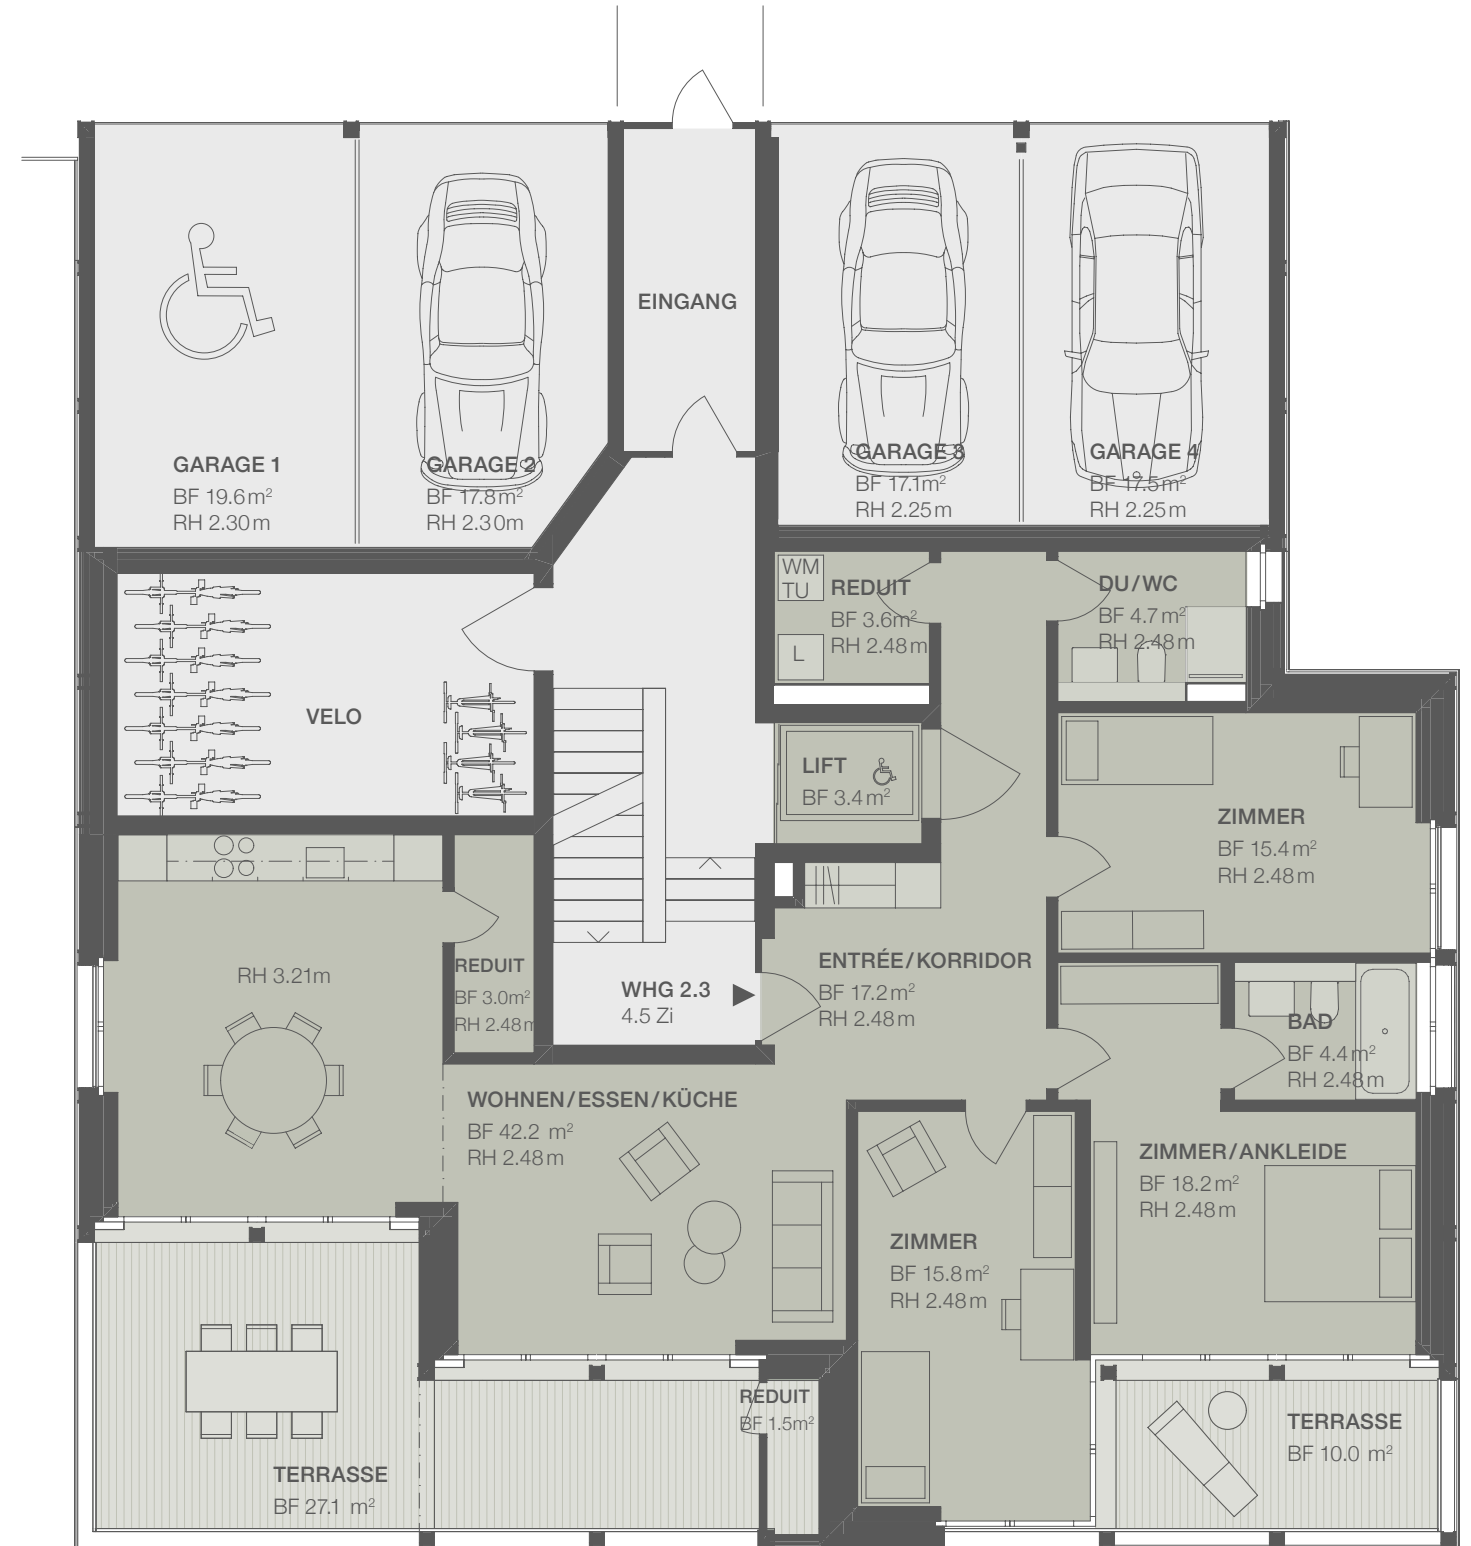 EINGANG
GARAGE 1
BF 19.6 m²
RH 2.30 m
GARAGE 2
BF 17.8 m²
RH 2.30 m
GARAGE 3
BF 17.1 m²
RH 2.25 m
GARAGE 4
BF 17.5 m²
RH 2.25 m
WM
TU
L
REDUIT
BF 3.6 m²
RH 2.48 m
DU/WC
BF 4.7 m²
RH 2.48 m
VELO
LIFT
BF 3.4 m²
ZIMMER
BF 15.4 m²
RH 2.48 m
RH 3.21 m
REDUIT
BF 3.0 m²
RH 2.48 m
WHG 2.3
4.5 Zi
ENTRÉE/KORRIDOR
BF 17.2 m²
RH 2.48 m
BAD
BF 4.4 m²
RH 2.48 m
WOHNEN/ESSEN/KÜCHE
BF 42.2 m²
RH 2.48 m
ZIMMER/ANKLEIDE
BF 18.2 m²
RH 2.48 m
ZIMMER
BF 15.8 m²
RH 2.48 m
REDUIT
BF 1.5 m²
TERRASSE
BF 10.0 m²
TERRASSE
BF 27.1 m²